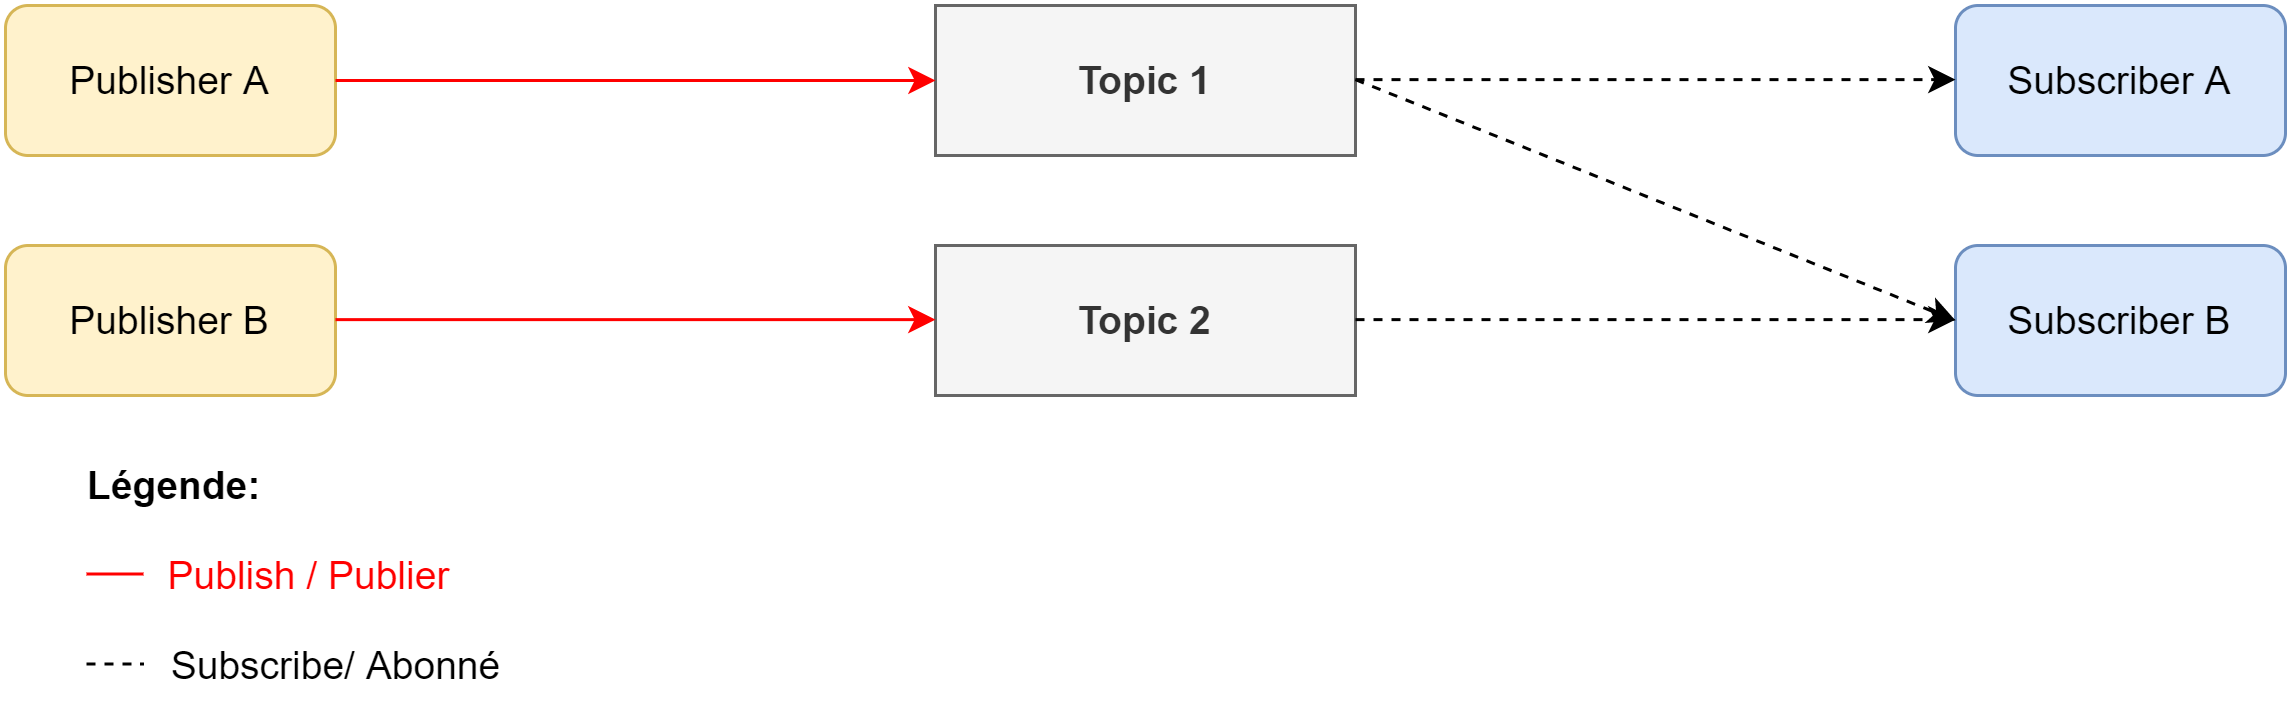 Publisher A
Topic 1
Subscriber A
Publisher B
Topic 2
Subscriber B
Légende:
Publish / Publier
Subscribe/ Abonné